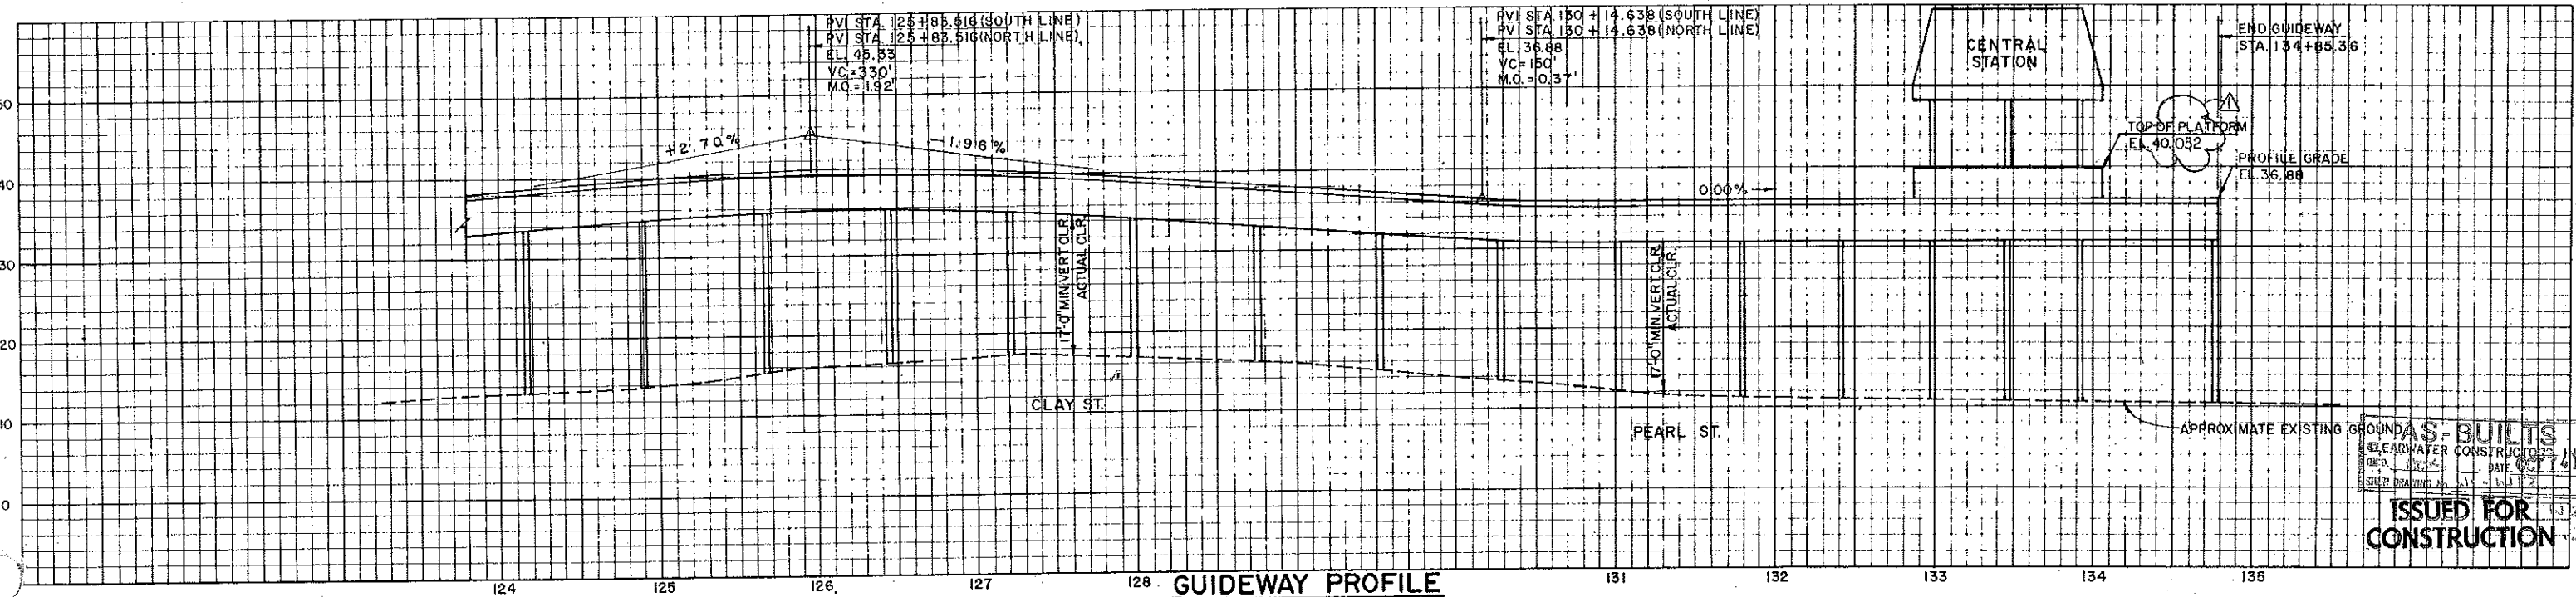 PVI STA. 125+83.516 (SOUTH LINE)
PVI STA. 125+83.516 (NORTH LINE)
EL. 45.33
VC=330'
M.O.=1.92'
PVI STA. 130+14.638 (SOUTH LINE)
PVI STA. 130+14.638 (NORTH LINE)
EL. 36.88
VC=150'
M.O.=0.37'
CENTRAL
STATION
END GUIDEWAY
STA. 134+85.36
TOP OF PLATFORM
EL. 40.052
PROFILE GRADE
EL. 36.88
+2.70%
-1.916%
0.00%
40
30
20
10
0
17'-0" MIN. VERT. CLR.
ACTUAL CLR.
17'-0" MIN. VERT. CLR.
ACTUAL CLR.
CLAY ST.
PEARL ST.
APPROXIMATE EXISTING GROUND
AS-BUILTS
CLEARWATER CONSTRUCTORS
DATE OCT 14
SHOP DRAWING
ISSUED FOR
CONSTRUCTION
124
125
126
127
128
131
132
133
134
135
GUIDEWAY PROFILE